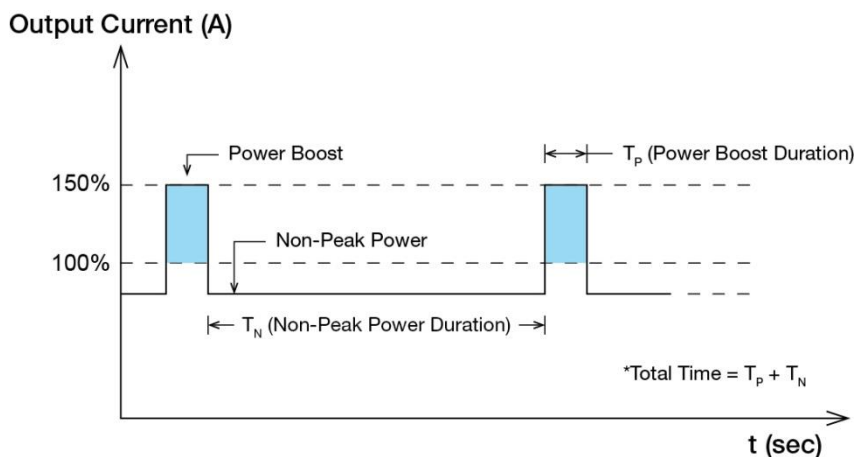 Output Current (A)
Power Boost
T_P (Power Boost Duration)
150%
Non-Peak Power
100%
T_N (Non-Peak Power Duration)
*Total Time = T_P + T_N
t (sec)